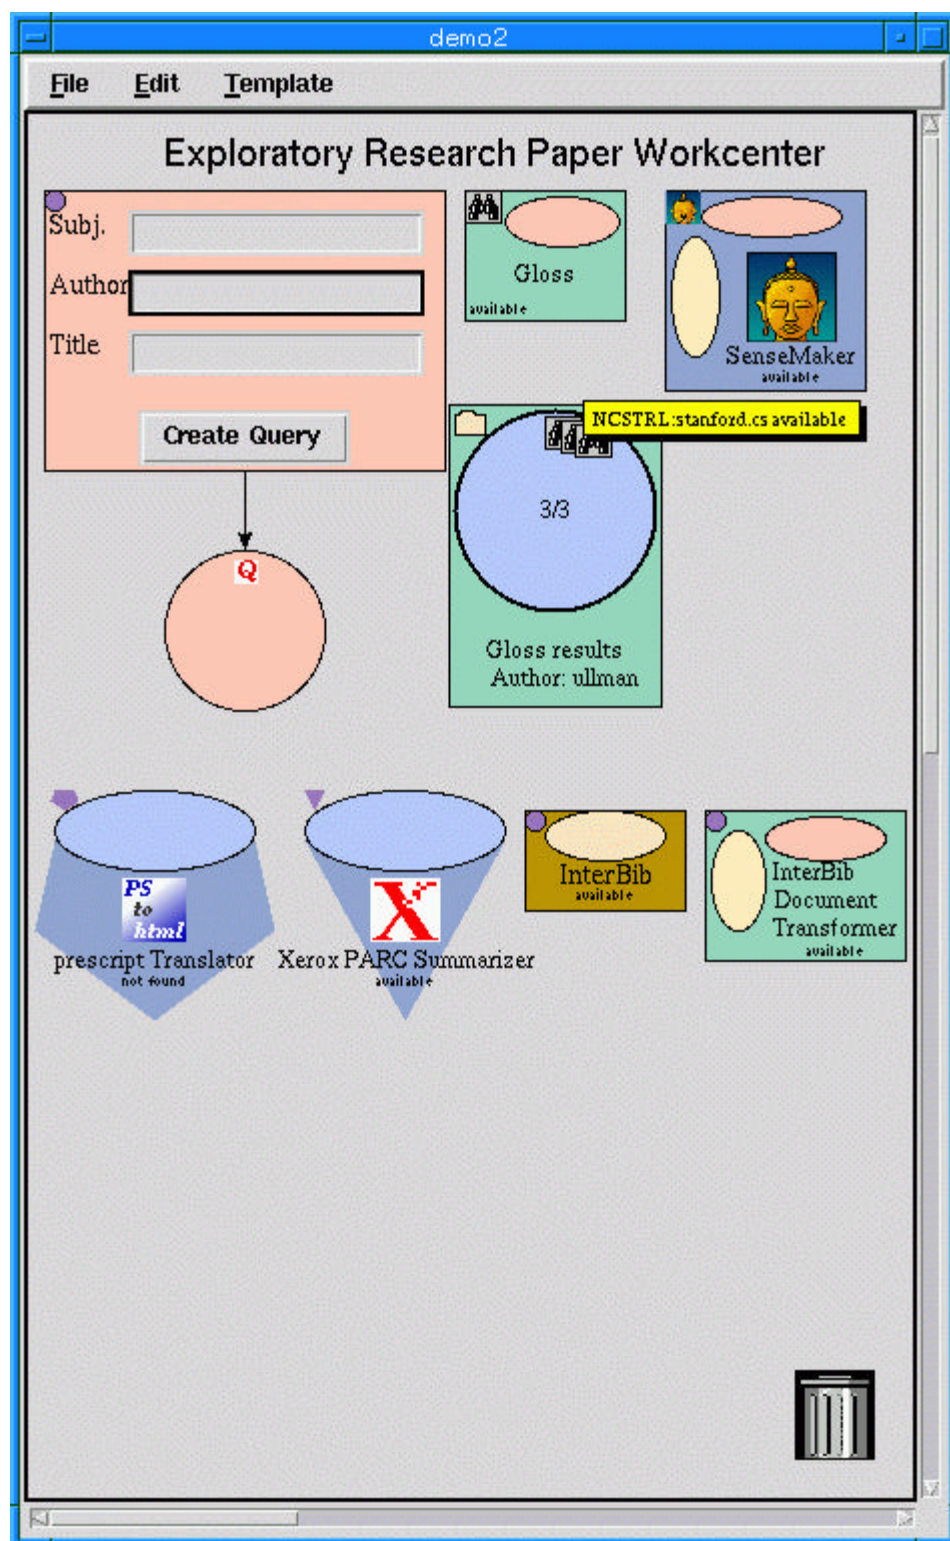 demo2
File Edit Template
Exploratory Research Paper Workcenter
Subj.
Author
Title
Create Query
Gloss
available
SenseMaker
available
NCSTRL:stanford.cs available
3/3
Q
Gloss results
Author: ullman
PS
to
html
prescript Translator
not found
X
Xerox PARC Summarizer
available
InterBib
available
InterBib
Document
Transformer
available